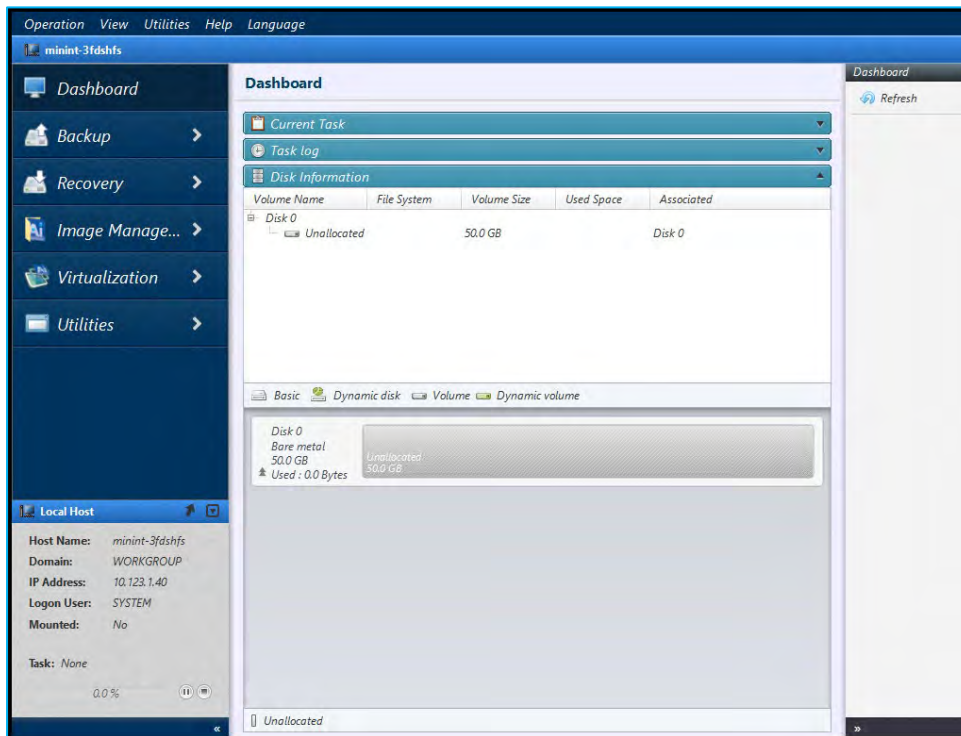 Operation View Utilities Help Language
minint-3fdshfs
Dashboard
Backup
Recovery
Image Manage...
Virtualization
Utilities
Local Host
Host Name: minint-3fdshfs
Domain: WORKGROUP
IP Address: 10.123.1.40
Logon User: SYSTEM
Mounted: No
Task: None
0.0 %
«
Dashboard
Current Task
Task log
Disk Information
Volume Name File System Volume Size Used Space Associated
Disk 0
Unallocated 50.0 GB Disk 0
Basic Dynamic disk Volume Dynamic volume
Disk 0
Bare metal
50.0 GB
Used : 0.0 Bytes
Unallocated
50.0 GB
Unallocated
Dashboard
Refresh
»